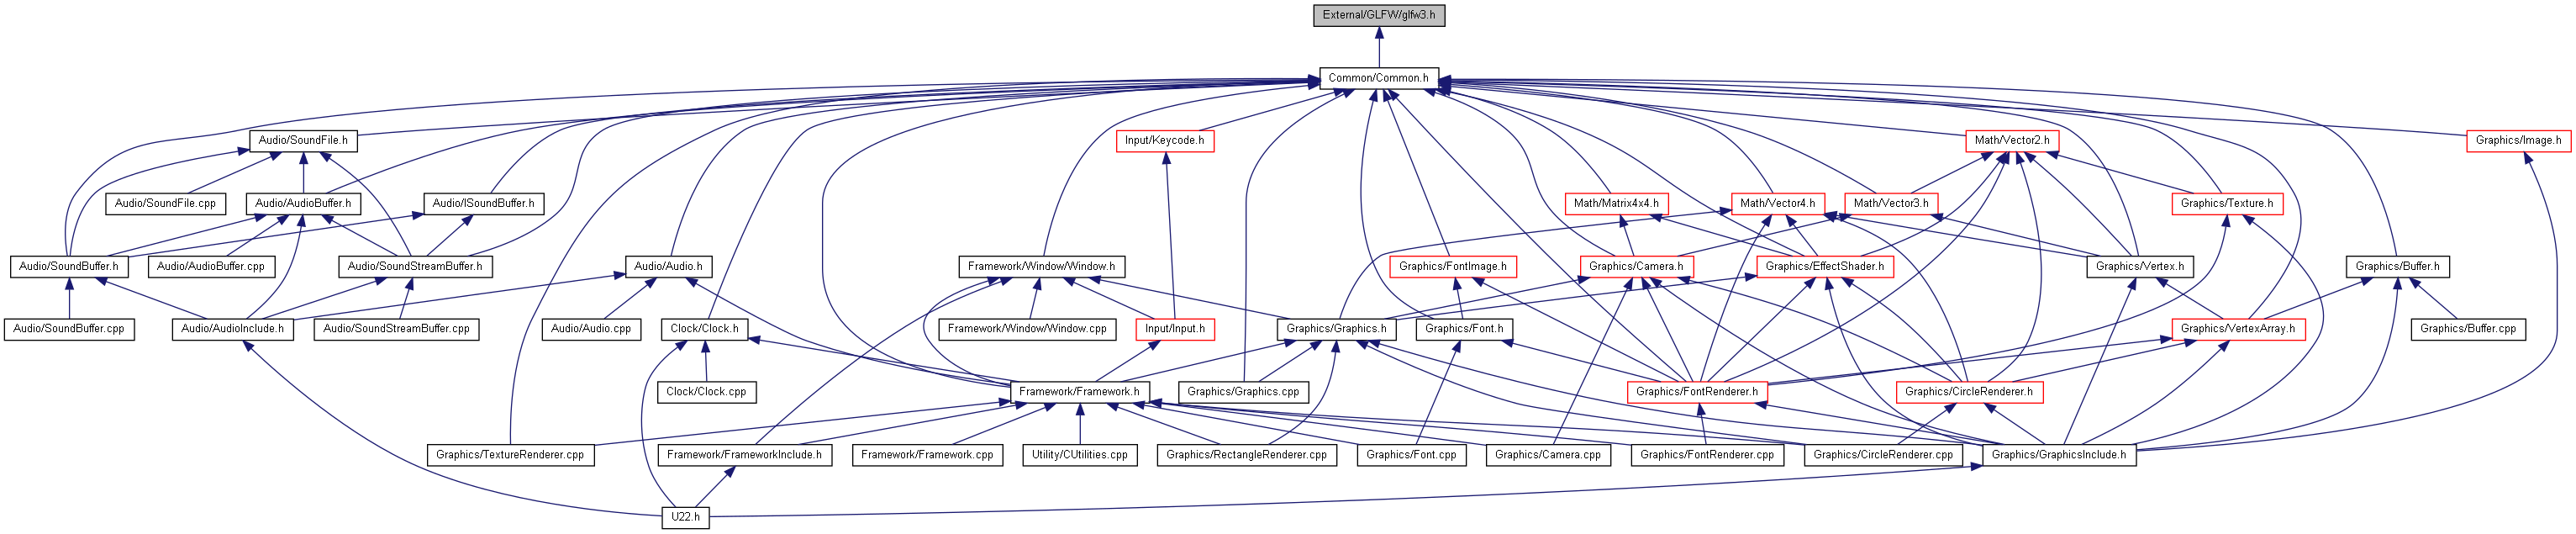 External/GLFW/glfw3.h
Common/Common.h
Audio/SoundFile.h
Input/Keycode.h
Math/Vector2.h
Graphics/Image.h
Audio/SoundFile.cpp
Audio/AudioBuffer.h
Audio/ISoundBuffer.h
Math/Matrix4x4.h
Math/Vector4.h
Math/Vector3.h
Graphics/Texture.h
Audio/SoundBuffer.h
Audio/AudioBuffer.cpp
Audio/SoundStreamBuffer.h
Audio/Audio.h
Framework/Window/Window.h
Graphics/FontImage.h
Graphics/Camera.h
Graphics/EffectShader.h
Graphics/Vertex.h
Graphics/Buffer.h
Audio/SoundBuffer.cpp
Audio/AudioInclude.h
Audio/SoundStreamBuffer.cpp
Audio/Audio.cpp
Clock/Clock.h
Framework/Window/Window.cpp
Input/Input.h
Graphics/Graphics.h
Graphics/Font.h
Graphics/VertexArray.h
Graphics/Buffer.cpp
Clock/Clock.cpp
Framework/Framework.h
Graphics/Graphics.cpp
Graphics/FontRenderer.h
Graphics/CircleRenderer.h
Graphics/TextureRenderer.cpp
Framework/FrameworkInclude.h
Framework/Framework.cpp
Utility/CUtilities.cpp
Graphics/RectangleRenderer.cpp
Graphics/Font.cpp
Graphics/Camera.cpp
Graphics/FontRenderer.cpp
Graphics/CircleRenderer.cpp
Graphics/GraphicsInclude.h
U22.h